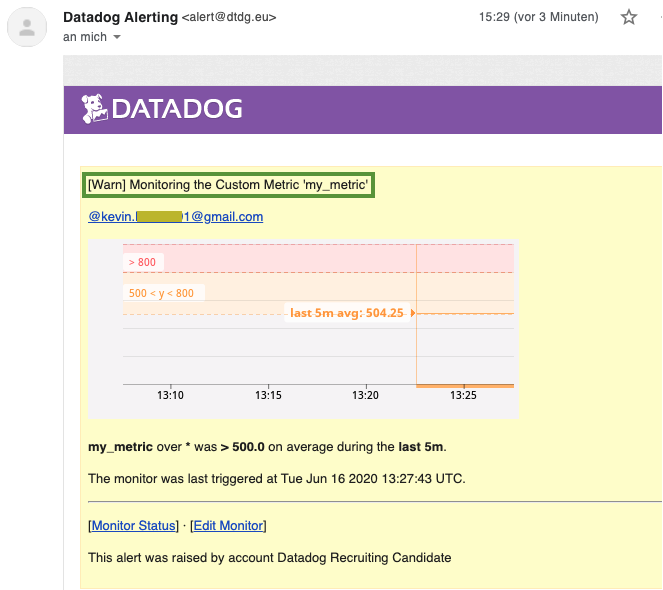 Datadog Alerting <alert@dtdg.eu> 15:29 (vor 3 Minuten)
an mich
DATADOG
[Warn] Monitoring the Custom Metric 'my_metric'
@kevin.l 1@gmail.com
> 800
500 < y < 800
last 5m avg: 504.25
13:10 13:15 13:20 13:25
my_metric over * was > 500.0 on average during the last 5m.
The monitor was last triggered at Tue Jun 16 2020 13:27:43 UTC.
[Monitor Status] · [Edit Monitor]
This alert was raised by account Datadog Recruiting Candidate